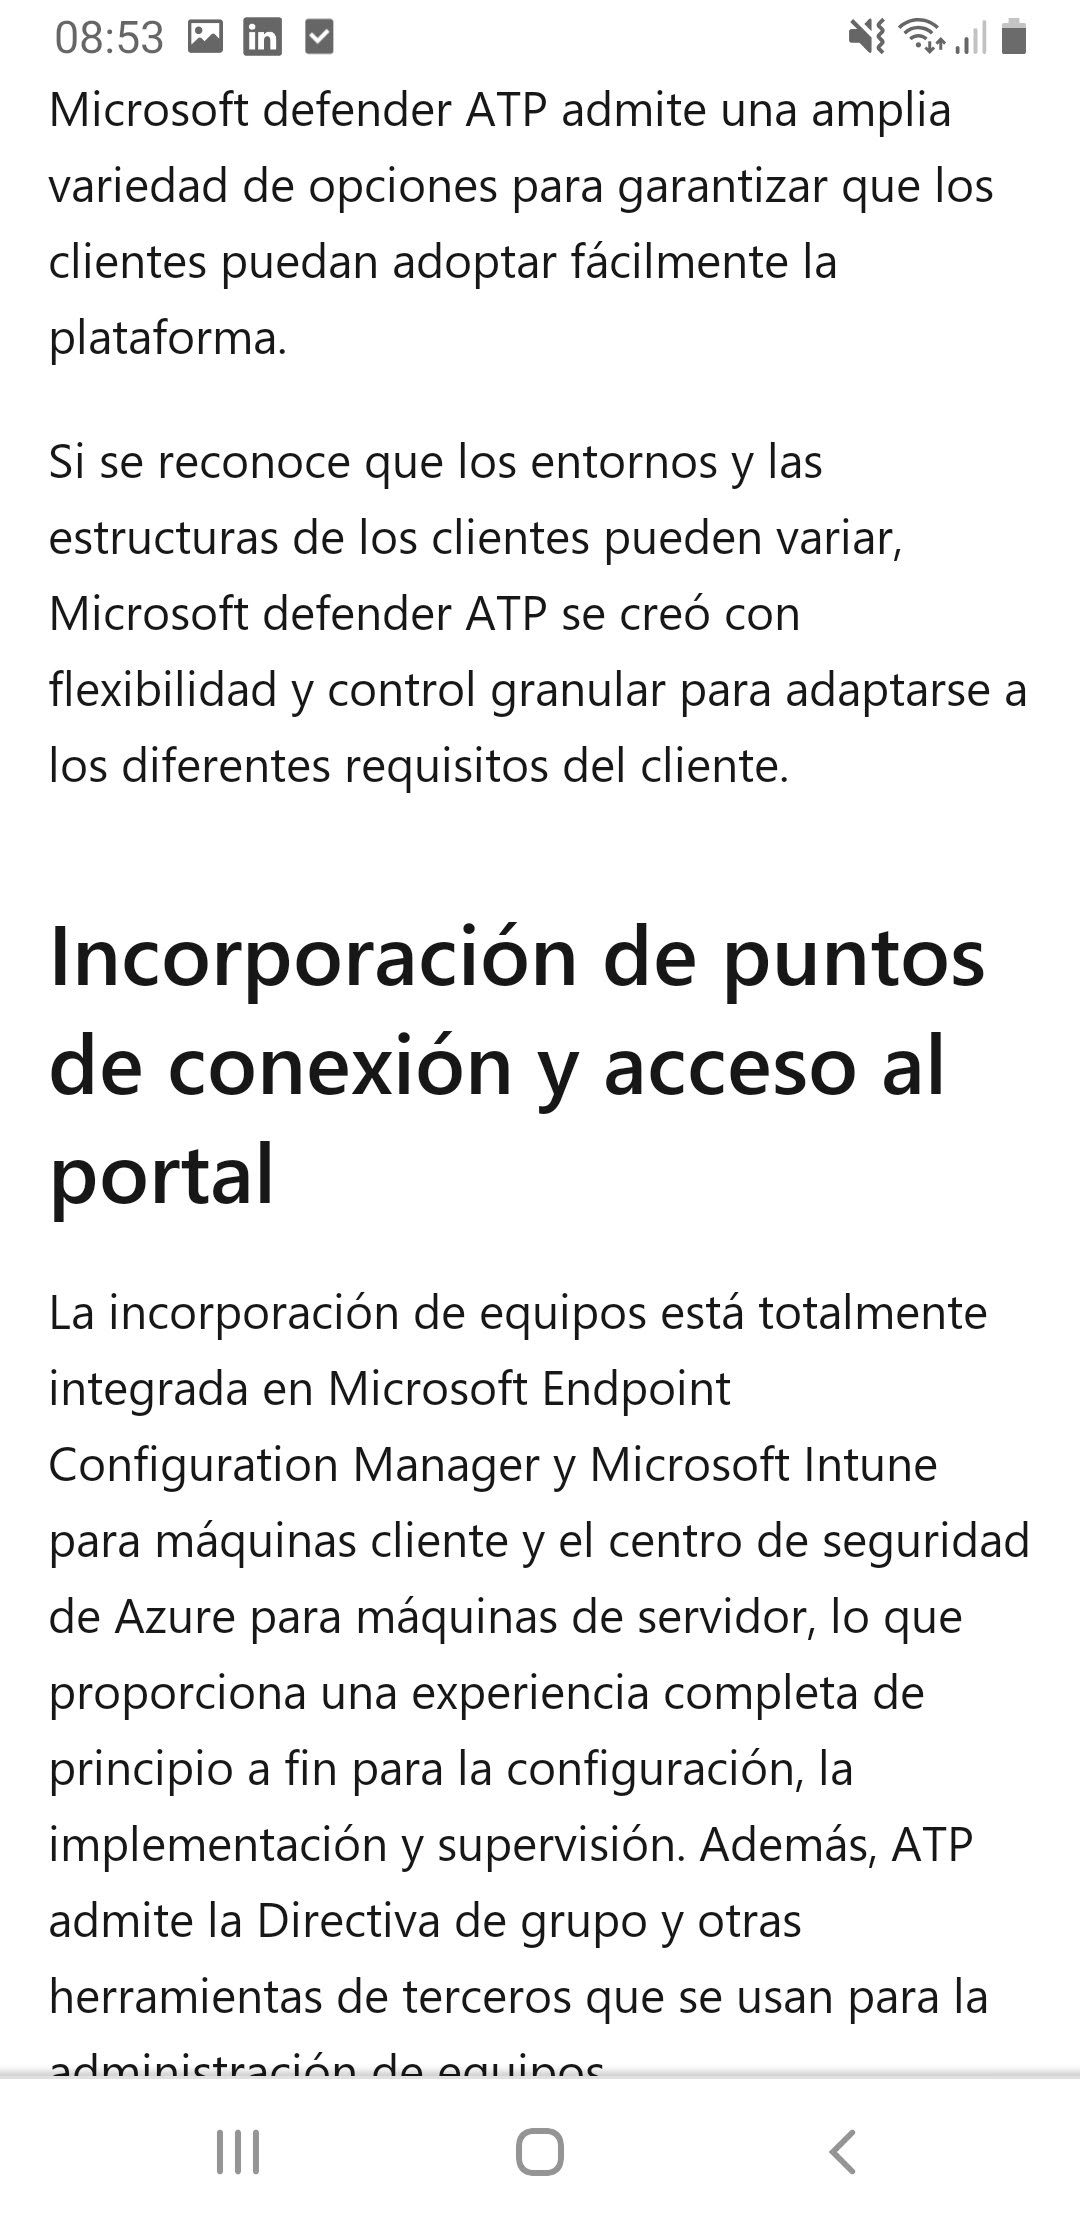 08:53
Microsoft defender ATP admite una amplia
variedad de opciones para garantizar que los
clientes puedan adoptar fácilmente la
plataforma.
Si se reconoce que los entornos y las
estructuras de los clientes pueden variar,
Microsoft defender ATP se creó con
flexibilidad y control granular para adaptarse a
los diferentes requisitos del cliente.
Incorporación de puntos
de conexión y acceso al
portal
La incorporación de equipos está totalmente
integrada en Microsoft Endpoint
Configuration Manager y Microsoft Intune
para máquinas cliente y el centro de seguridad
de Azure para máquinas de servidor, lo que
proporciona una experiencia completa de
principio a fin para la configuración, la
implementación y supervisión. Además, ATP
admite la Directiva de grupo y otras
herramientas de terceros que se usan para la
administración de equipos